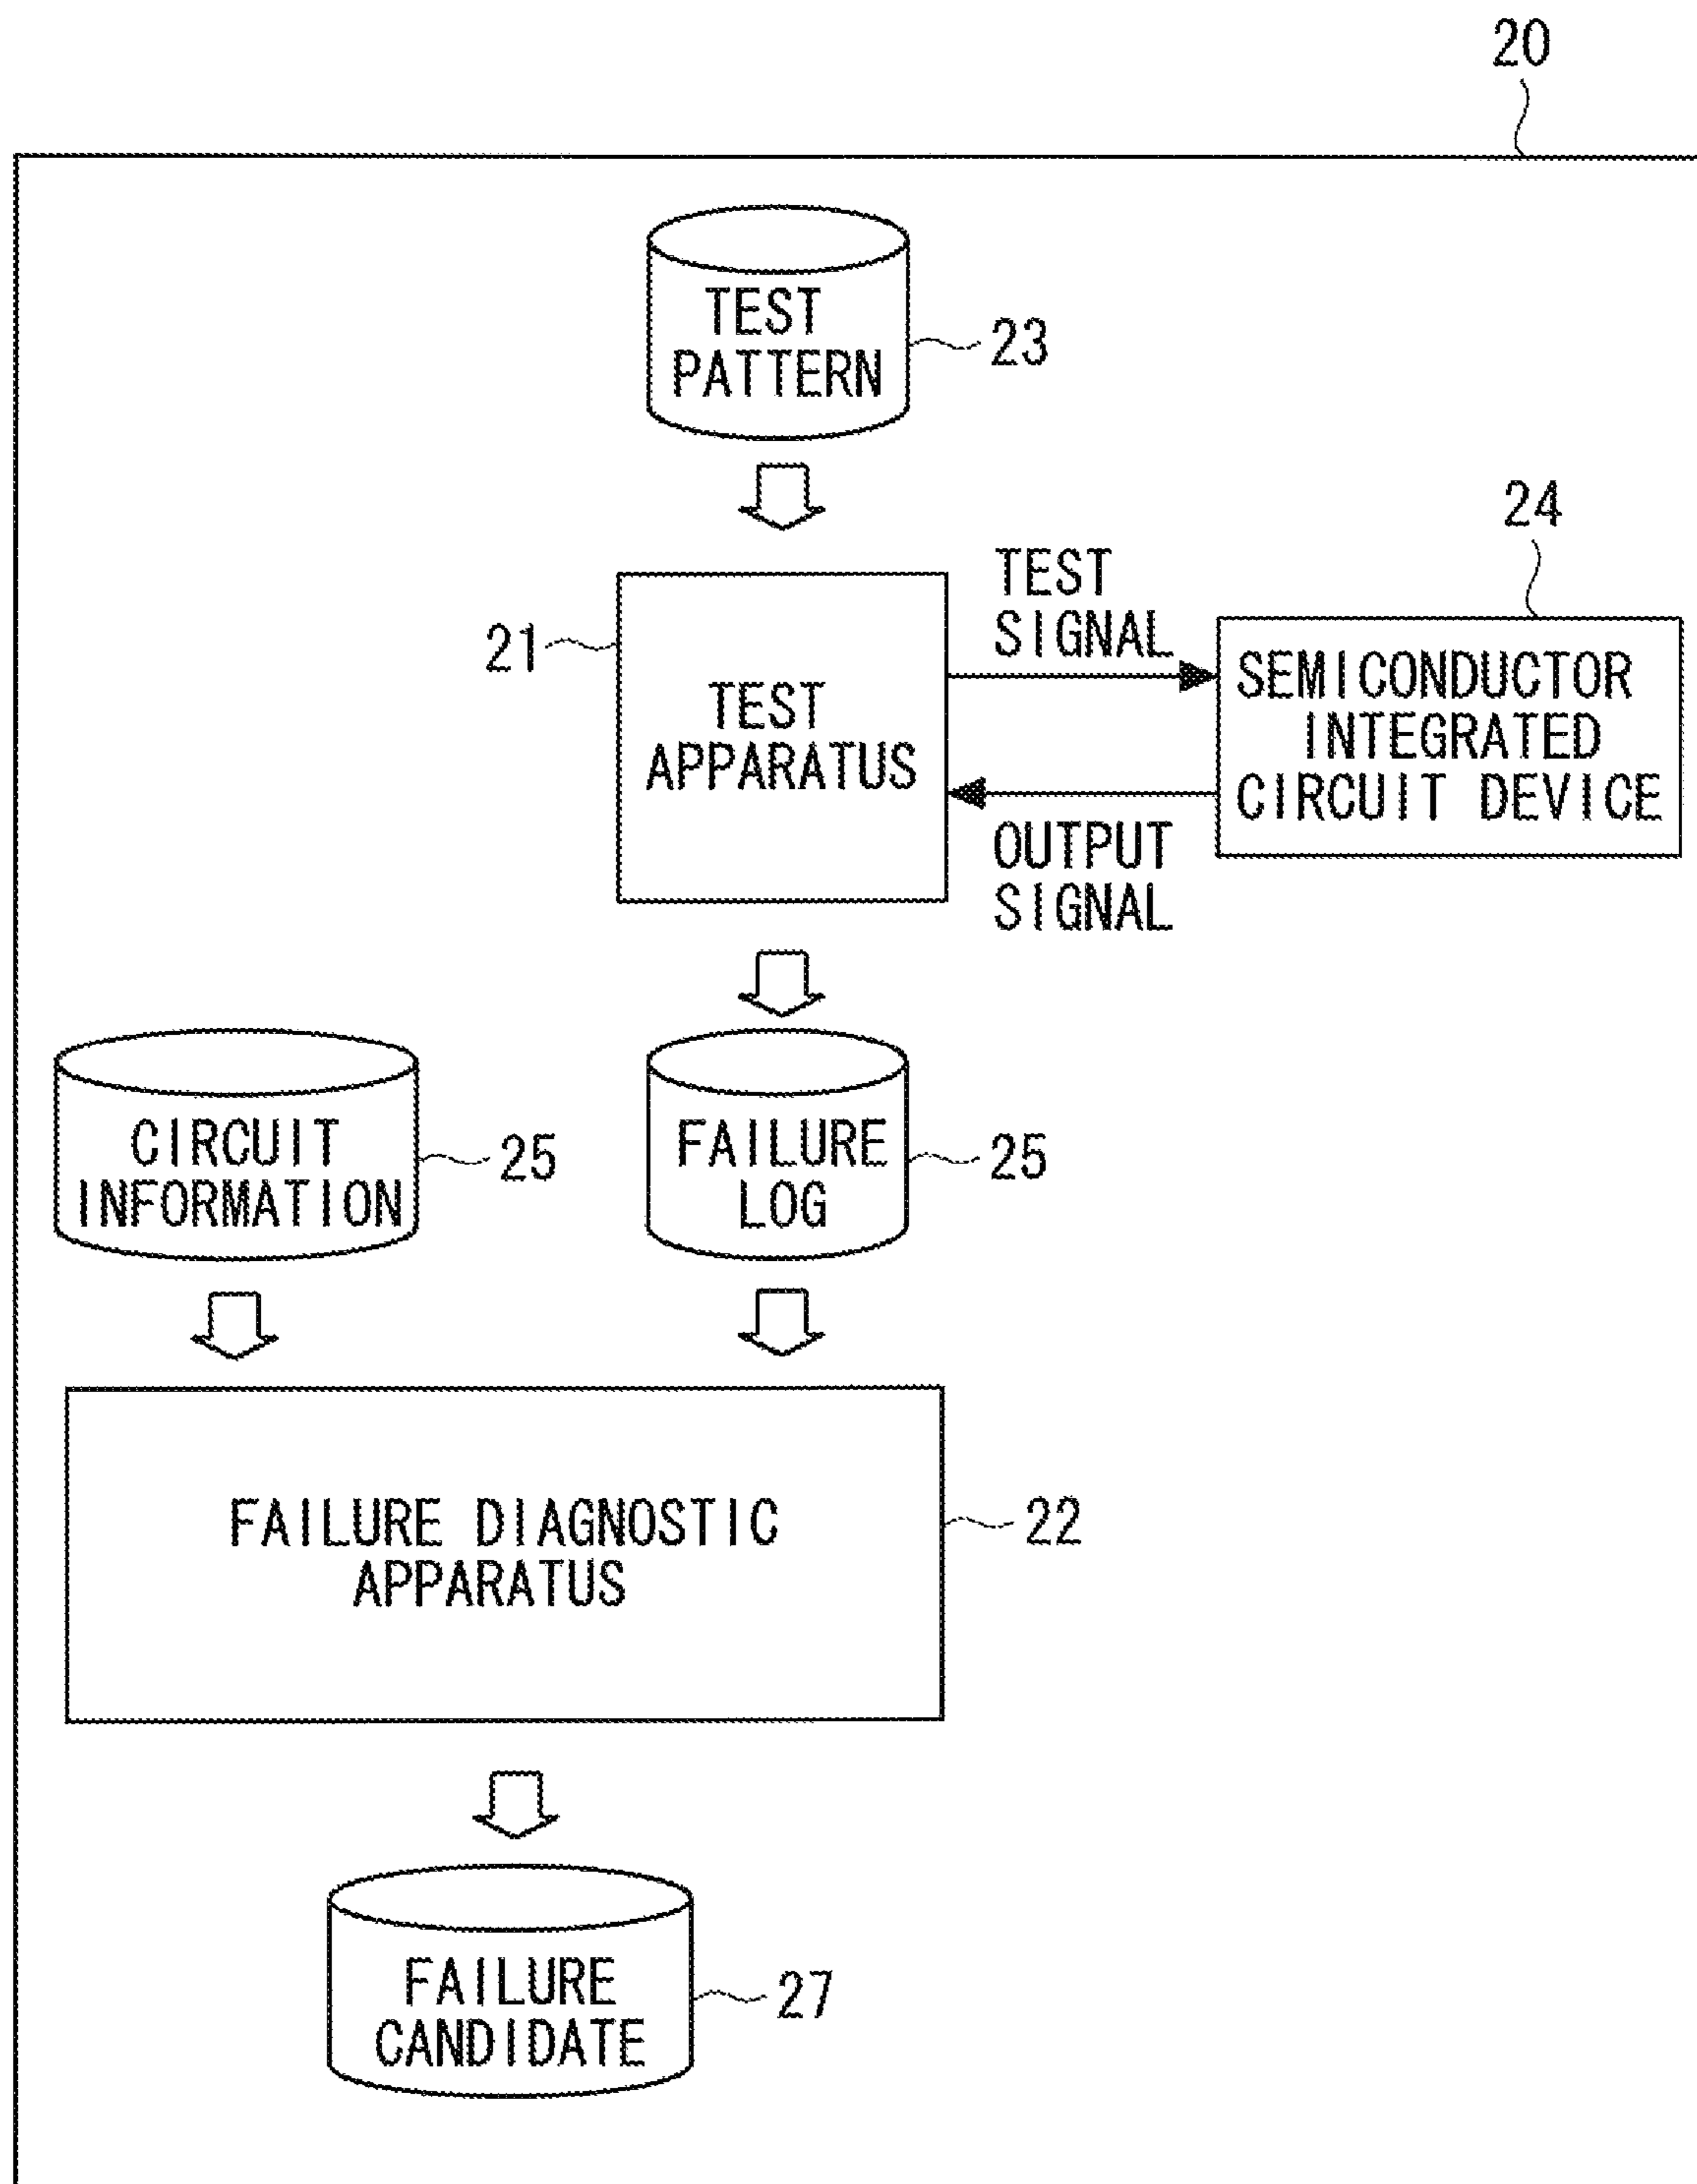 20
TEST
PATTERN
23
24
TEST
SIGNAL
21
TEST
APPARATUS
SEMICONDUCTOR
INTEGRATED
CIRCUIT DEVICE
OUTPUT
SIGNAL
CIRCUIT
INFORMATION
25
FAILURE
LOG
25
FAILURE DIAGNOSTIC
APPARATUS
22
FAILURE
CANDIDATE
27